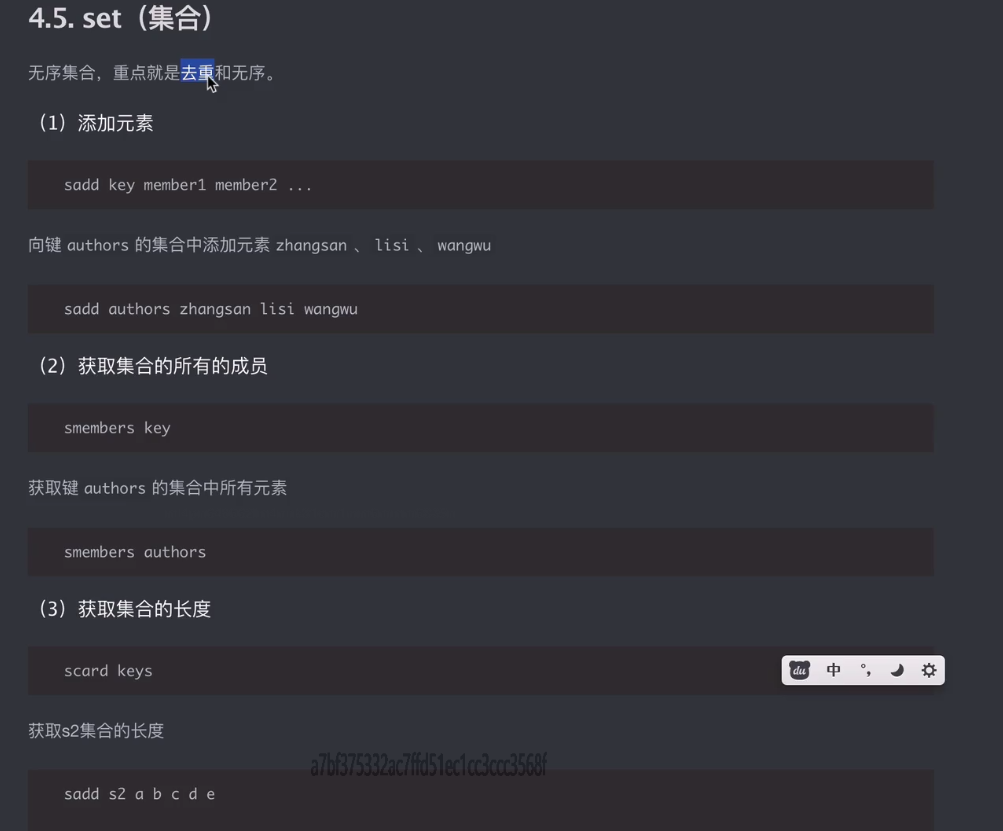 4.5. set（集合）
无序集合，重点就是去重和无序。
（1）添加元素
sadd key member1 member2 ...
向键 authors 的集合中添加元素 zhangsan 、 lisi 、 wangwu
sadd authors zhangsan lisi wangwu
（2）获取集合的所有的成员
smembers key
获取键 authors 的集合中所有元素
smembers authors
（3）获取集合的长度
scard keys
du 中 °,
获取s2集合的长度
a7bf375332ac7ffd51ec1cc3ccc3568f
sadd s2 a b c d e